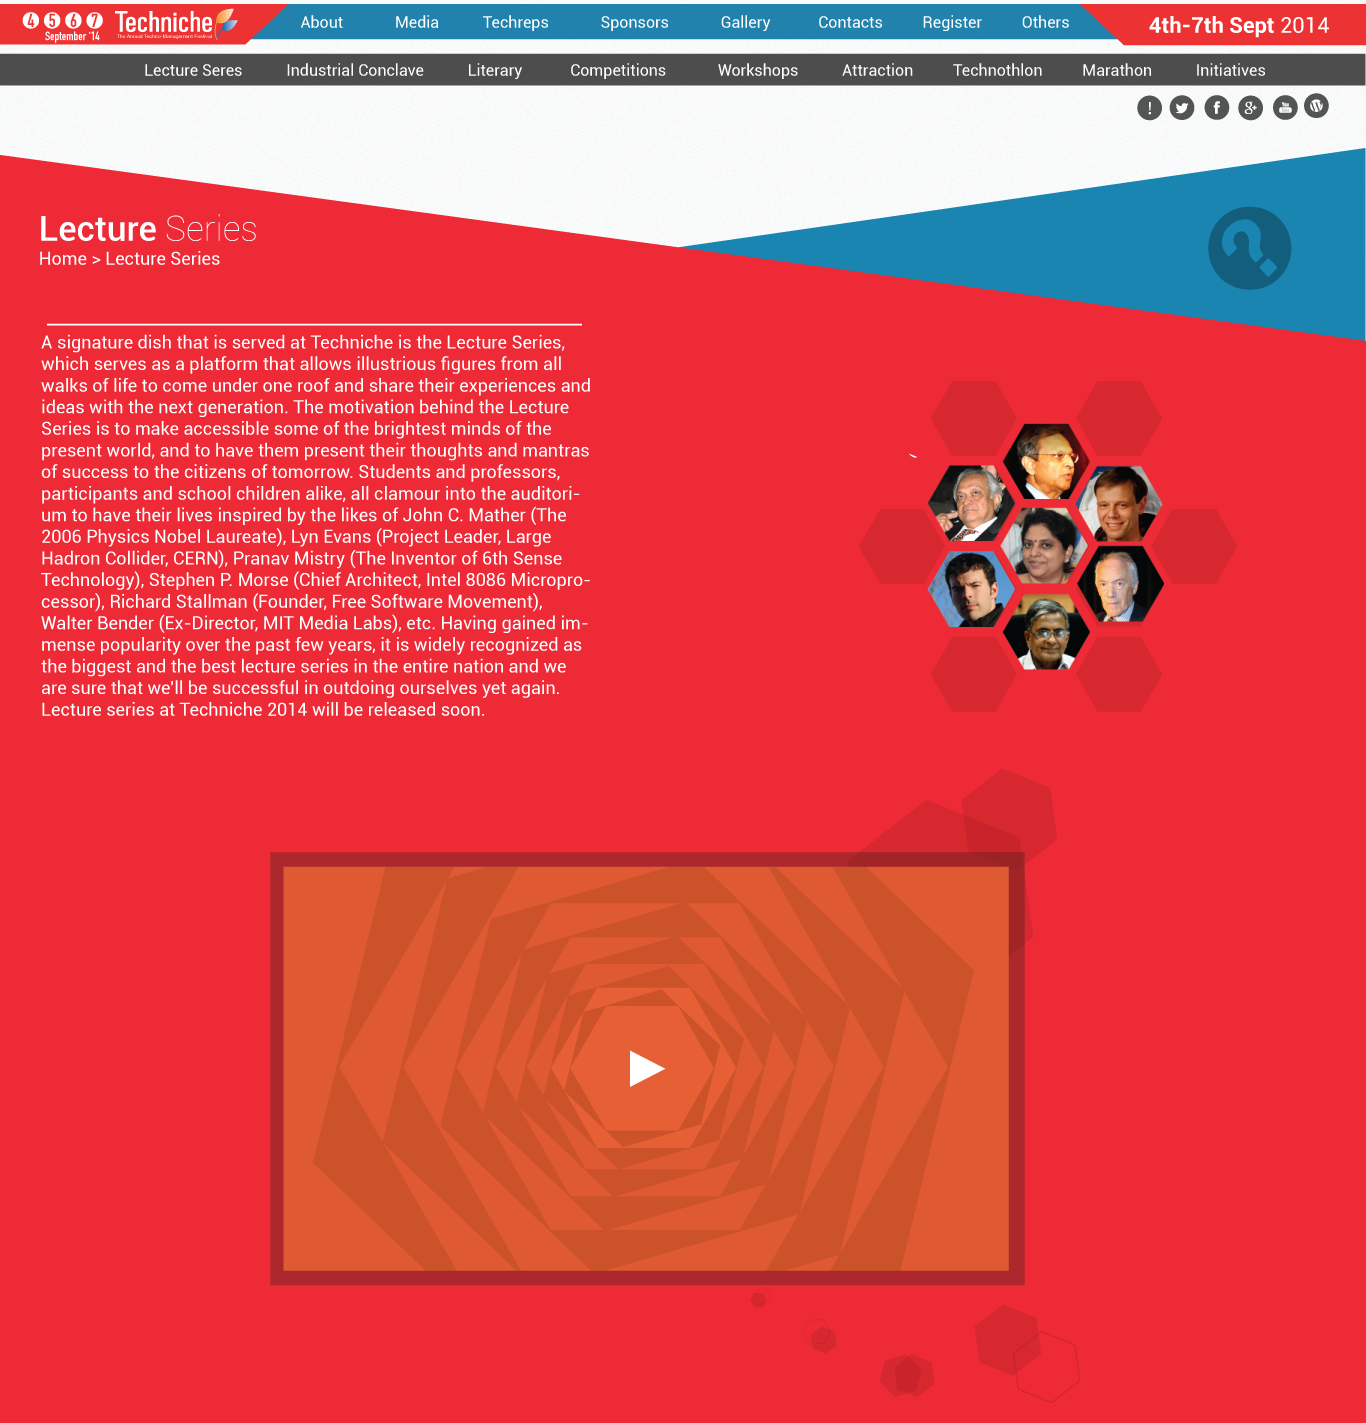 4 5 6 7
September '14
Techniche
The Annual Techno-Management Festival
About Media Techreps Sponsors Gallery Contacts Register Others
4th-7th Sept 2014
Lecture Seres Industrial Conclave Literary Competitions Workshops Attraction Technothlon Marathon Initiatives
Lecture Series
Home > Lecture Series
A signature dish that is served at Techniche is the Lecture Series,
which serves as a platform that allows illustrious figures from all
walks of life to come under one roof and share their experiences and
ideas with the next generation. The motivation behind the Lecture
Series is to make accessible some of the brightest minds of the
present world, and to have them present their thoughts and mantras
of success to the citizens of tomorrow. Students and professors,
participants and school children alike, all clamour into the auditori-
um to have their lives inspired by the likes of John C. Mather (The
2006 Physics Nobel Laureate), Lyn Evans (Project Leader, Large
Hadron Collider, CERN), Pranav Mistry (The Inventor of 6th Sense
Technology), Stephen P. Morse (Chief Architect, Intel 8086 Micropro-
cessor), Richard Stallman (Founder, Free Software Movement),
Walter Bender (Ex-Director, MIT Media Labs), etc. Having gained im-
mense popularity over the past few years, it is widely recognized as
the biggest and the best lecture series in the entire nation and we
are sure that we'll be successful in outdoing ourselves yet again.
Lecture series at Techniche 2014 will be released soon.